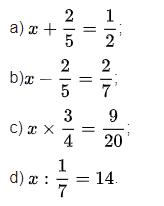 a) x + 2/5 = 1/2;
b)x − 2/5 = 2/7;
c) x × 3/4 = 9/20;
d) x : 1/7 = 14.